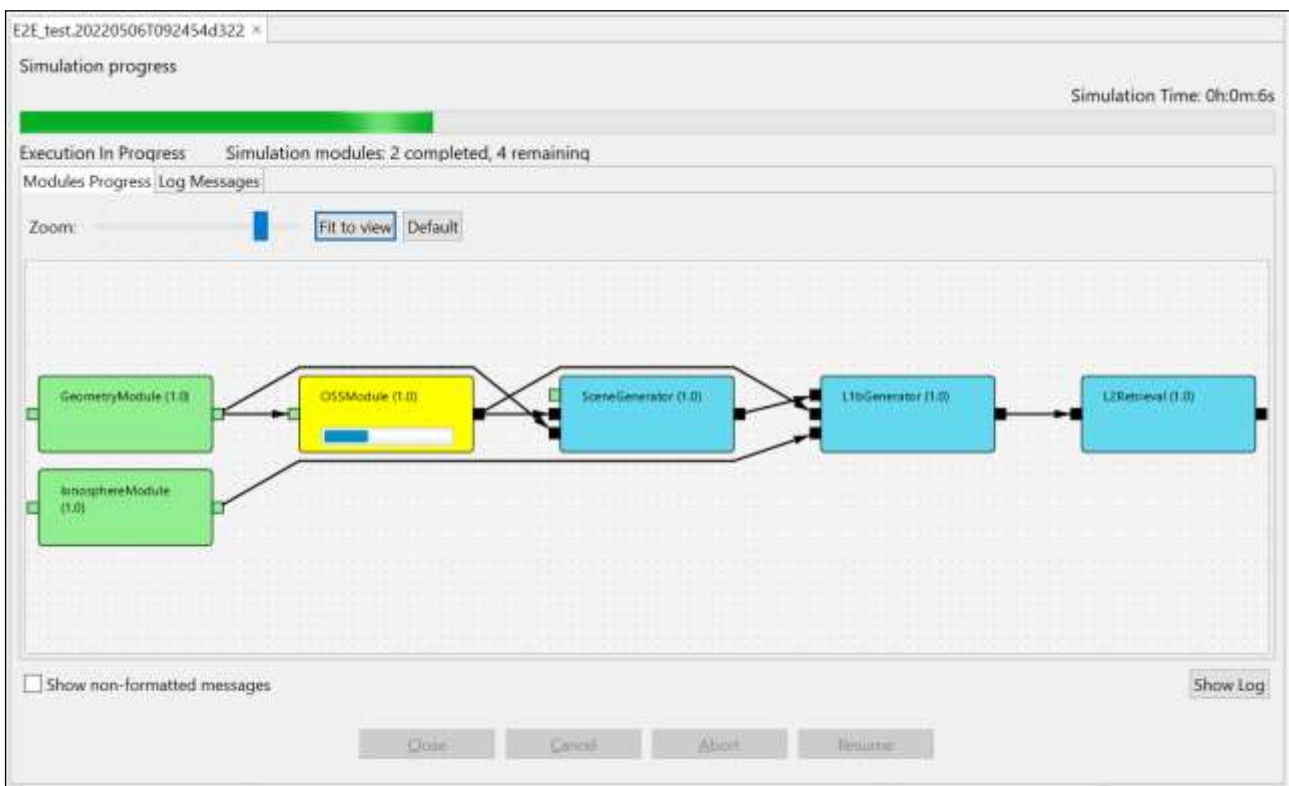 E2E_test.20220506T092454d322 ×
Simulation progress
Simulation Time: 0h:0m:6s
Execution In Progress Simulation modules: 2 completed, 4 remaining
Modules Progress Log Messages
Zoom: Fit to view Default
GeometryModule (1.0) OSSModule (1.0) SceneGenerator (1.0) L1bGenerator (1.0) L2Retrieval (1.0)
IonosphereModule
(1.0)
Show non-formatted messages Show Log
Close Cancel Abort Resume